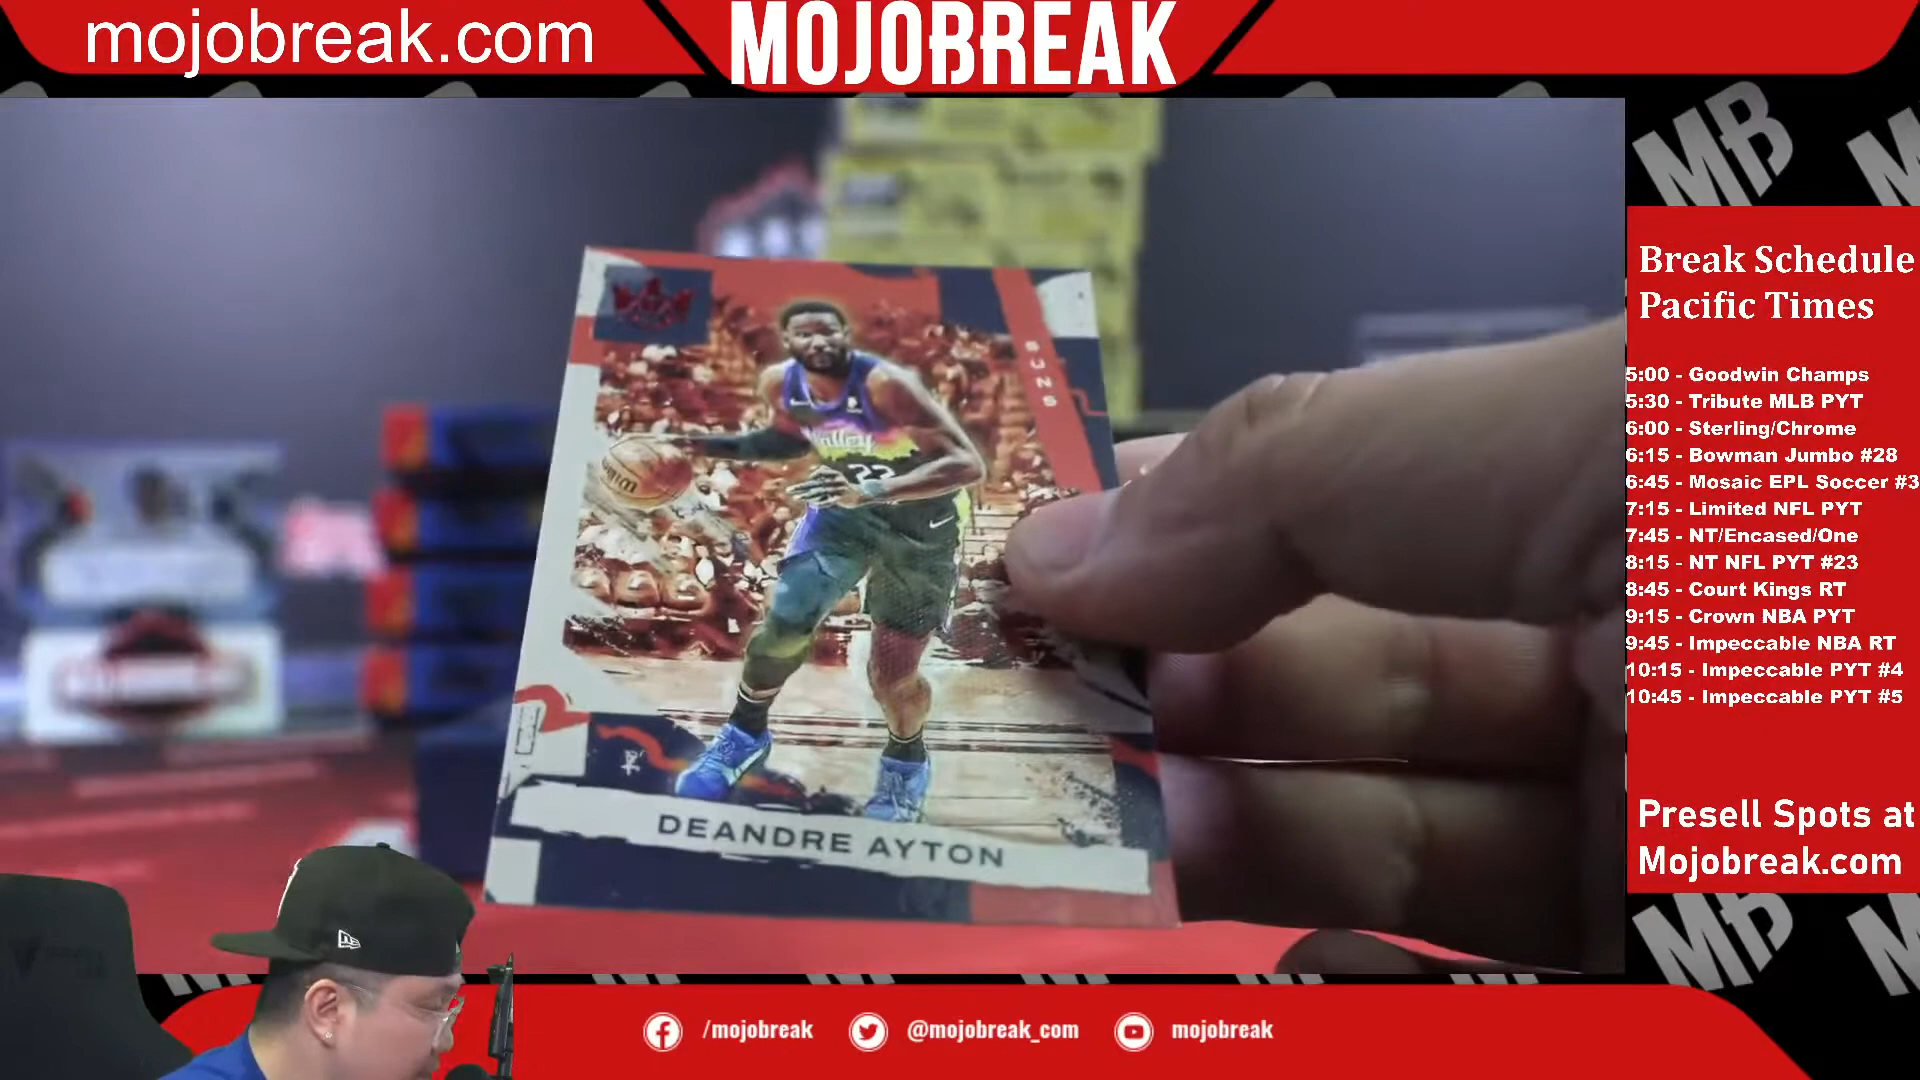 mojobreak.com
MOJOBREAK
MB
Break Schedule
Pacific Times
5:00 - Goodwin Champs
5:30 - Tribute MLB PYT
6:00 - Sterling/Chrome
6:15 - Bowman Jumbo #28
6:45 - Mosaic EPL Soccer #3
7:15 - Limited NFL PYT
7:45 - NT/Encased/One
8:15 - NT NFL PYT #23
8:45 - Court Kings RT
9:15 - Crown NBA PYT
9:45 - Impeccable NBA RT
10:15 - Impeccable PYT #4
10:45 - Impeccable PYT #5
Presell Spots at
Mojobreak.com
MB
SUNS
Valley
22
DEANDRE AYTON
/mojobreak
@mojobreak_com
mojobreak